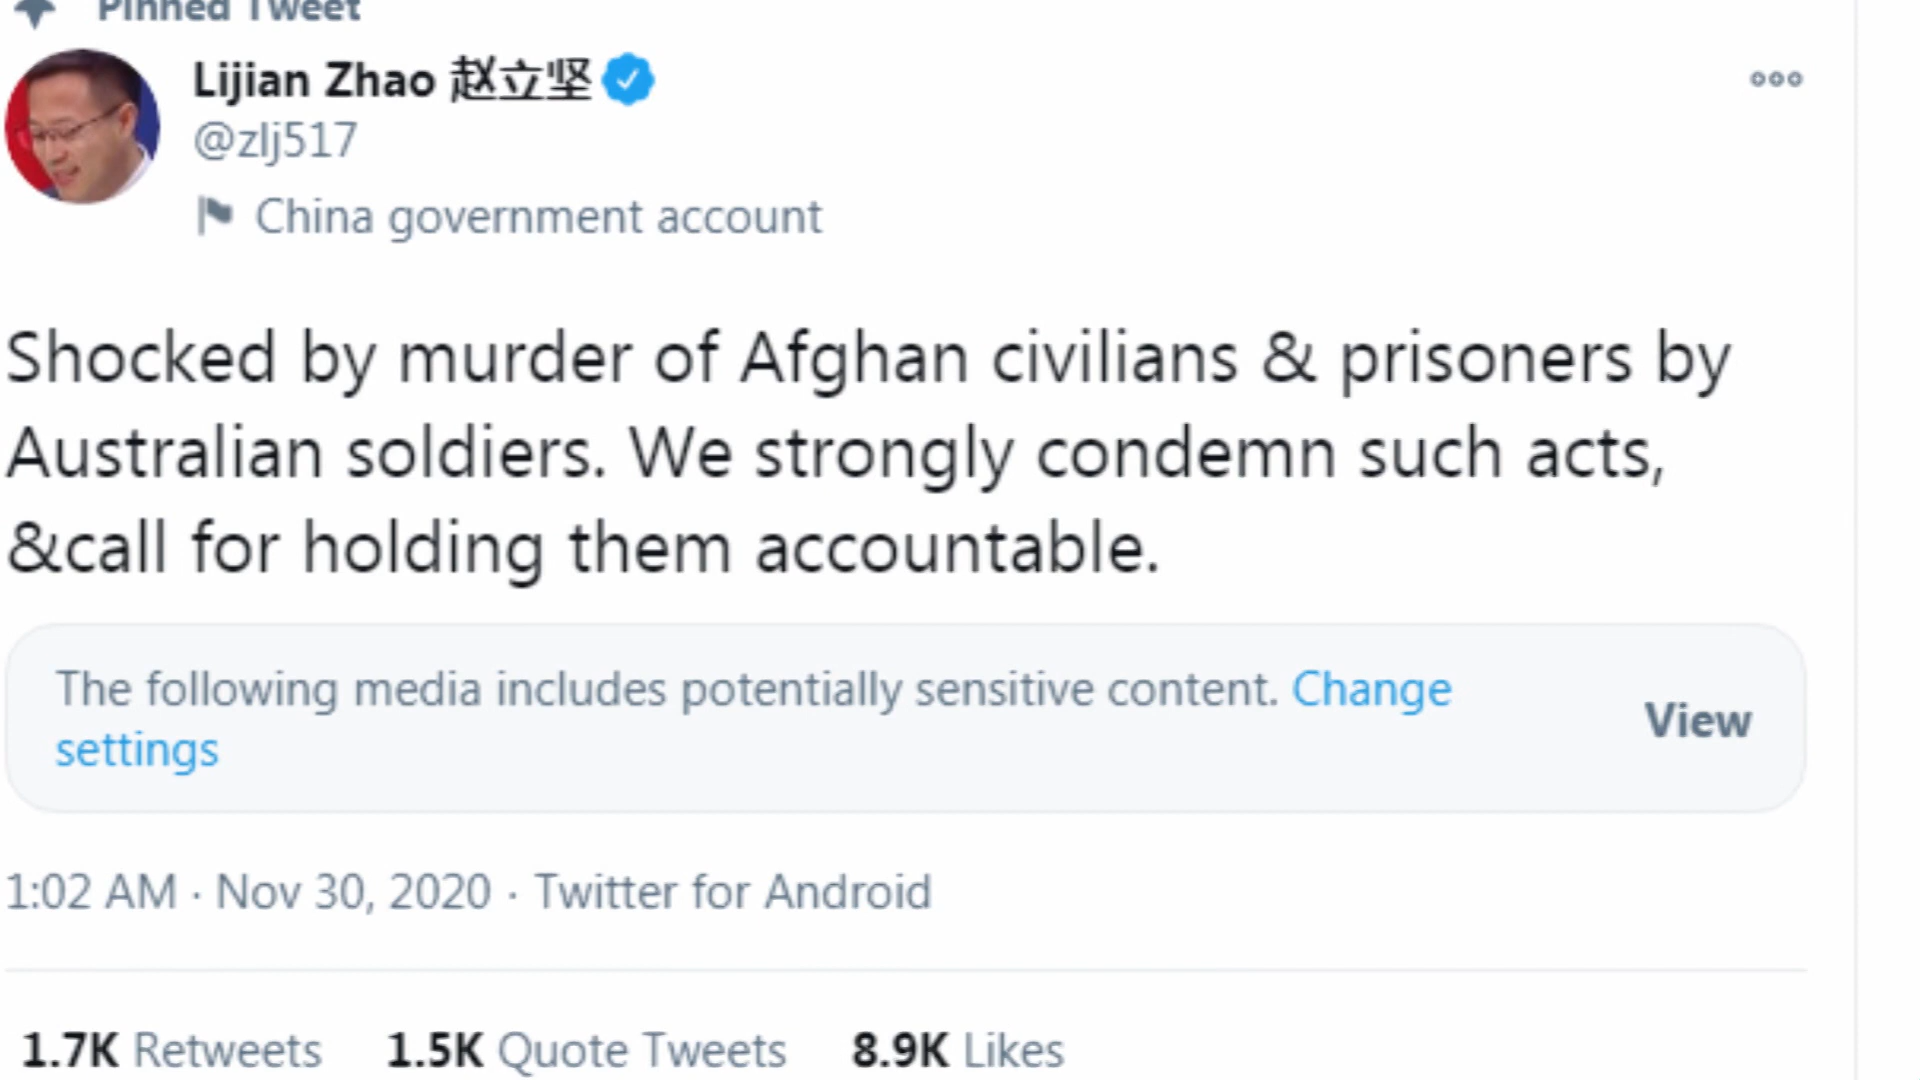 Pinned Tweet
Lijian Zhao 赵立坚
@zlj517
China government account
Shocked by murder of Afghan civilians & prisoners by
Australian soldiers. We strongly condemn such acts,
&call for holding them accountable.
The following media includes potentially sensitive content. Change
settings
View
1:02 AM · Nov 30, 2020 · Twitter for Android
1.7K Retweets 1.5K Quote Tweets 8.9K Likes